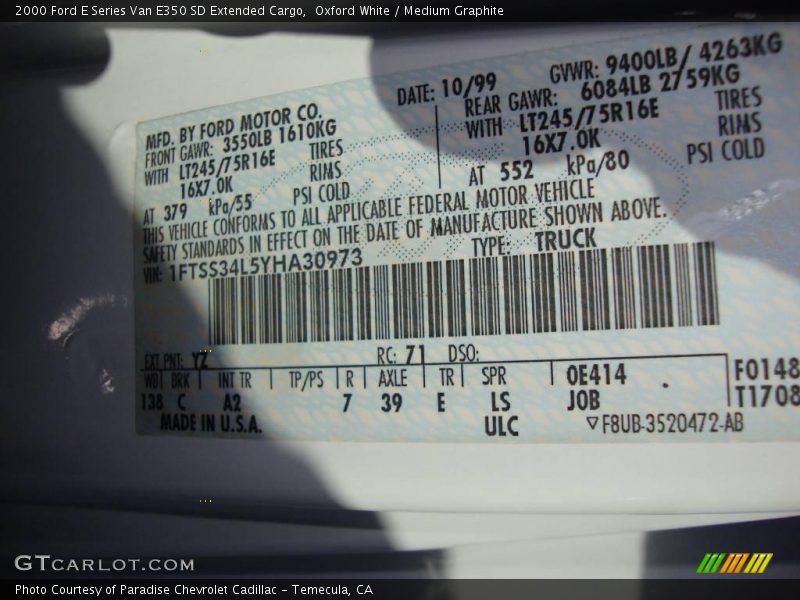 2000 Ford E Series Van E350 SD Extended Cargo,  Oxford White / Medium Graphite
MFD. BY FORD MOTOR CO.
FRONT GAWR: 3550LB 1610KG
WITH LT245/75R16E TIRES
16X7.0K RIMS
AT 379 kPa/55 PSI COLD
DATE: 10/99 GVWR: 9400LB/ 4263KG
REAR GAWR: 6084LB 2759KG
WITH LT245/75R16E TIRES
16X7.0K RIMS
AT 552 kPa/80 PSI COLD
THIS VEHICLE CONFORMS TO ALL APPLICABLE FEDERAL MOTOR VEHICLE
SAFETY STANDARDS IN EFFECT ON THE DATE OF MANUFACTURE SHOWN ABOVE.
VIN: 1FTSS34L5YHA30973 TYPE: TRUCK
EXT PNT: YZ RC: 71 DSO:
WB BRK INT TR TP/PS R AXLE TR SPR 0E414 F0148
138 C A2 7 39 E LS JOB T1708
MADE IN U.S.A. ULC ▽F8UB-3520472-AB
GTCARLOT.COM
Photo Courtesy of Paradise Chevrolet Cadillac - Temecula, CA